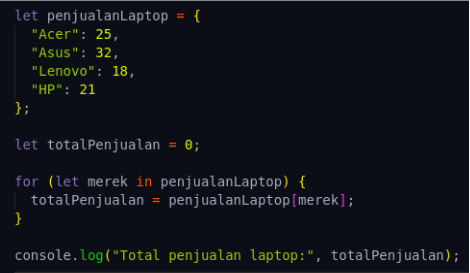 let penjualanLaptop = {
  "Acer": 25,
  "Asus": 32,
  "Lenovo": 18,
  "HP": 21
};

let totalPenjualan = 0;

for (let merek in penjualanLaptop) {
  totalPenjualan = penjualanLaptop[merek];
}

console.log("Total penjualan laptop:", totalPenjualan);